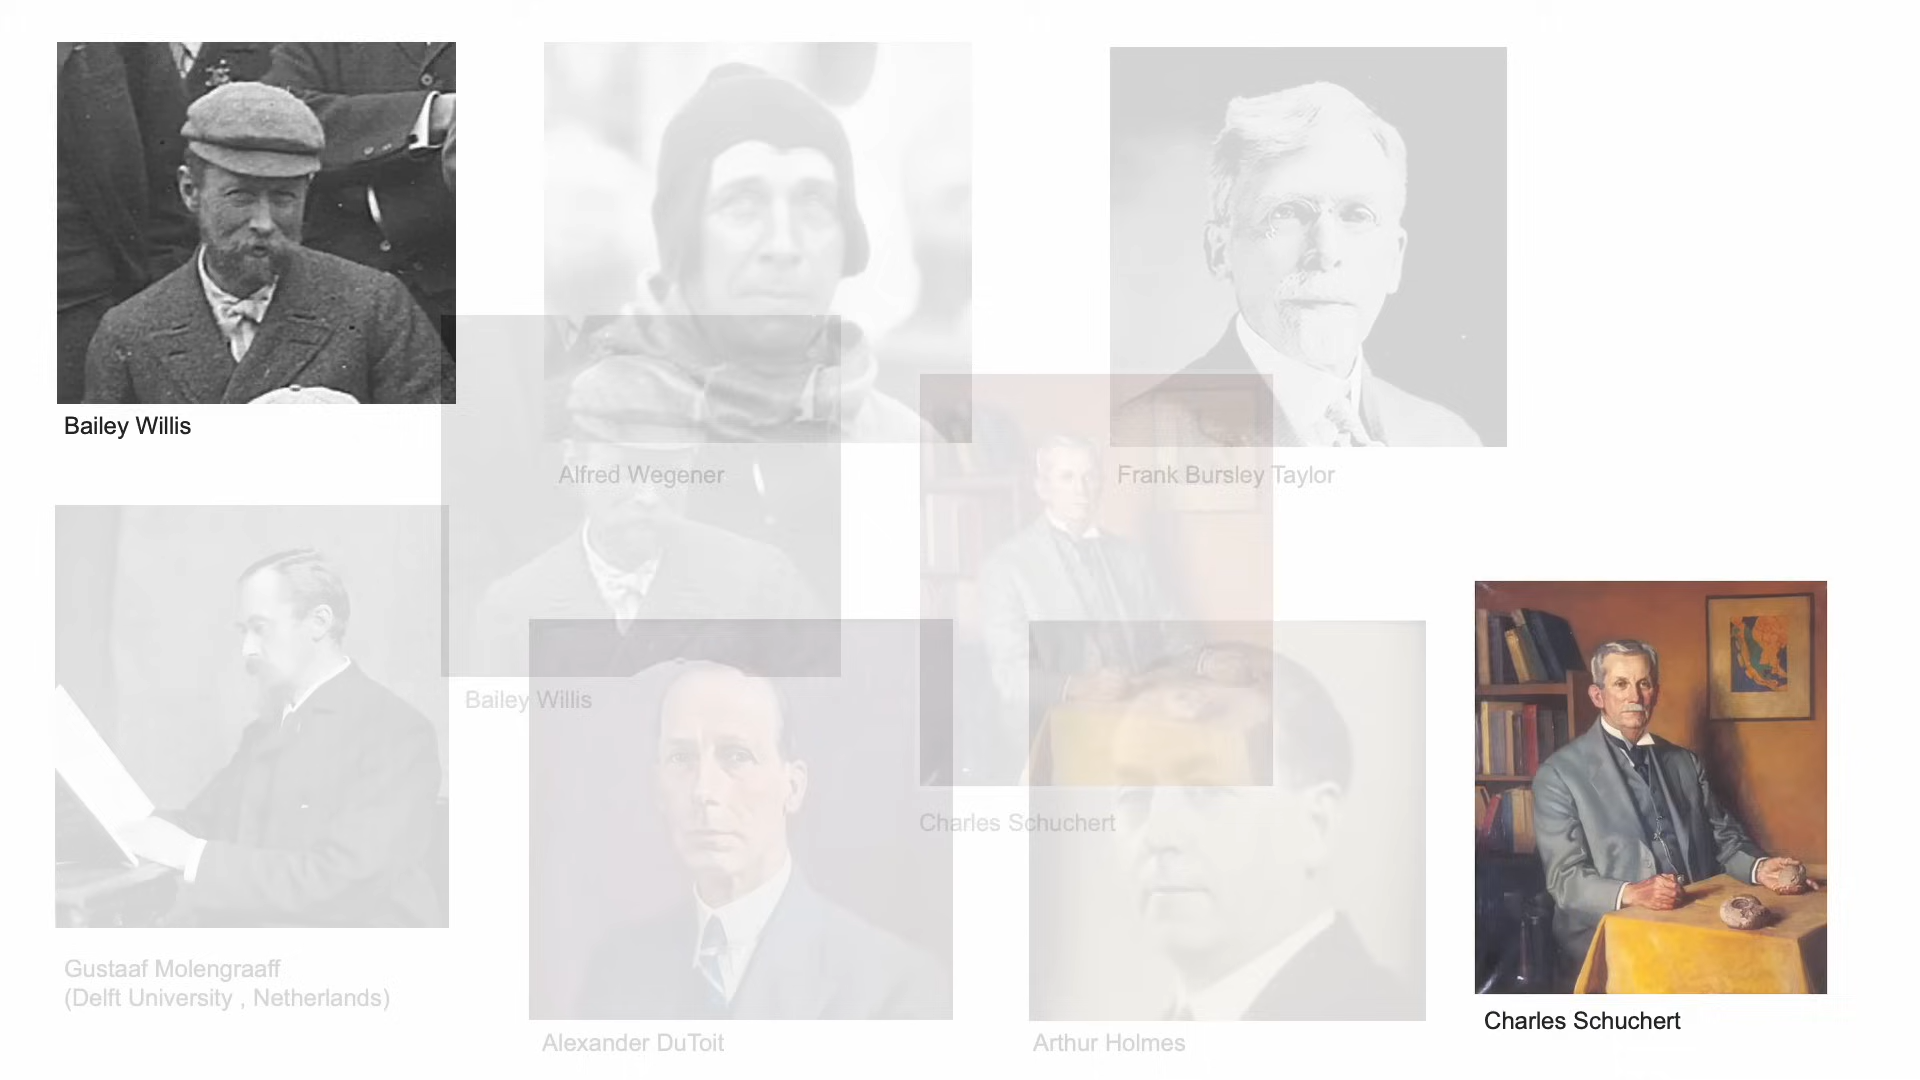 Bailey Willis
Alfred Wegener
Frank Bursley Taylor
Bailey Willis
Charles Schuchert
Gustaaf Molengraaff
(Delft University , Netherlands)
Alexander DuToit
Arthur Holmes
Charles Schuchert